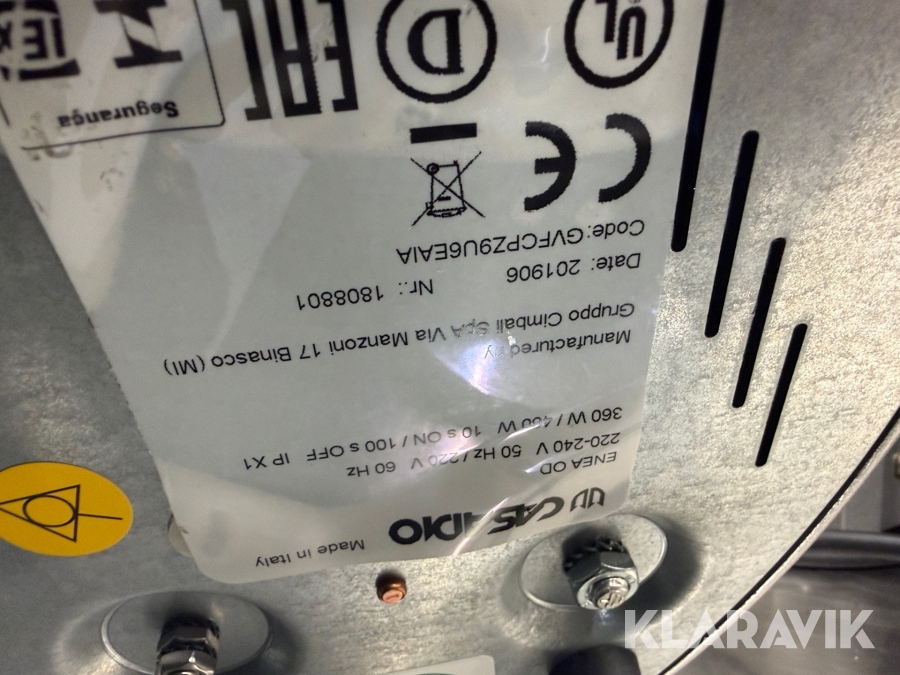 Made in Italy
CASADIO
ENEA OD
220-240 V 50 Hz / 220 V 60 Hz
360 W / 460 W 10 s ON / 100 s OFF IP X1
Manufactured by
Gruppo Cimbali SpA Via Manzoni 17 Binasco (MI)
Date: 201906 Nr.: 1808801
Code: GVFCPZ9U6EAIA
CE
UL
D
EAC
Segurança
KLARAVIK